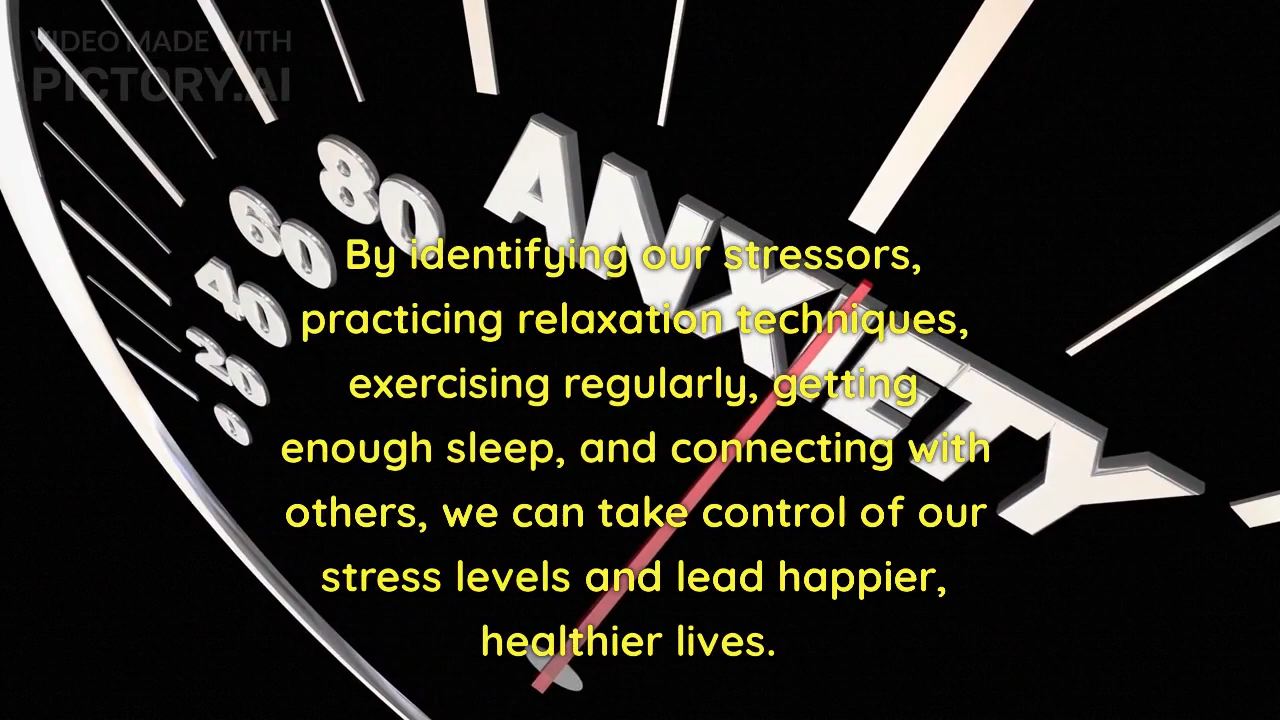 VIDEO MADE WITH
PICTORY.AI
80
60
40
20
0
ANXIETY
By identifying our stressors,
practicing relaxation techniques,
exercising regularly, getting
enough sleep, and connecting with
others, we can take control of our
stress levels and lead happier,
healthier lives.